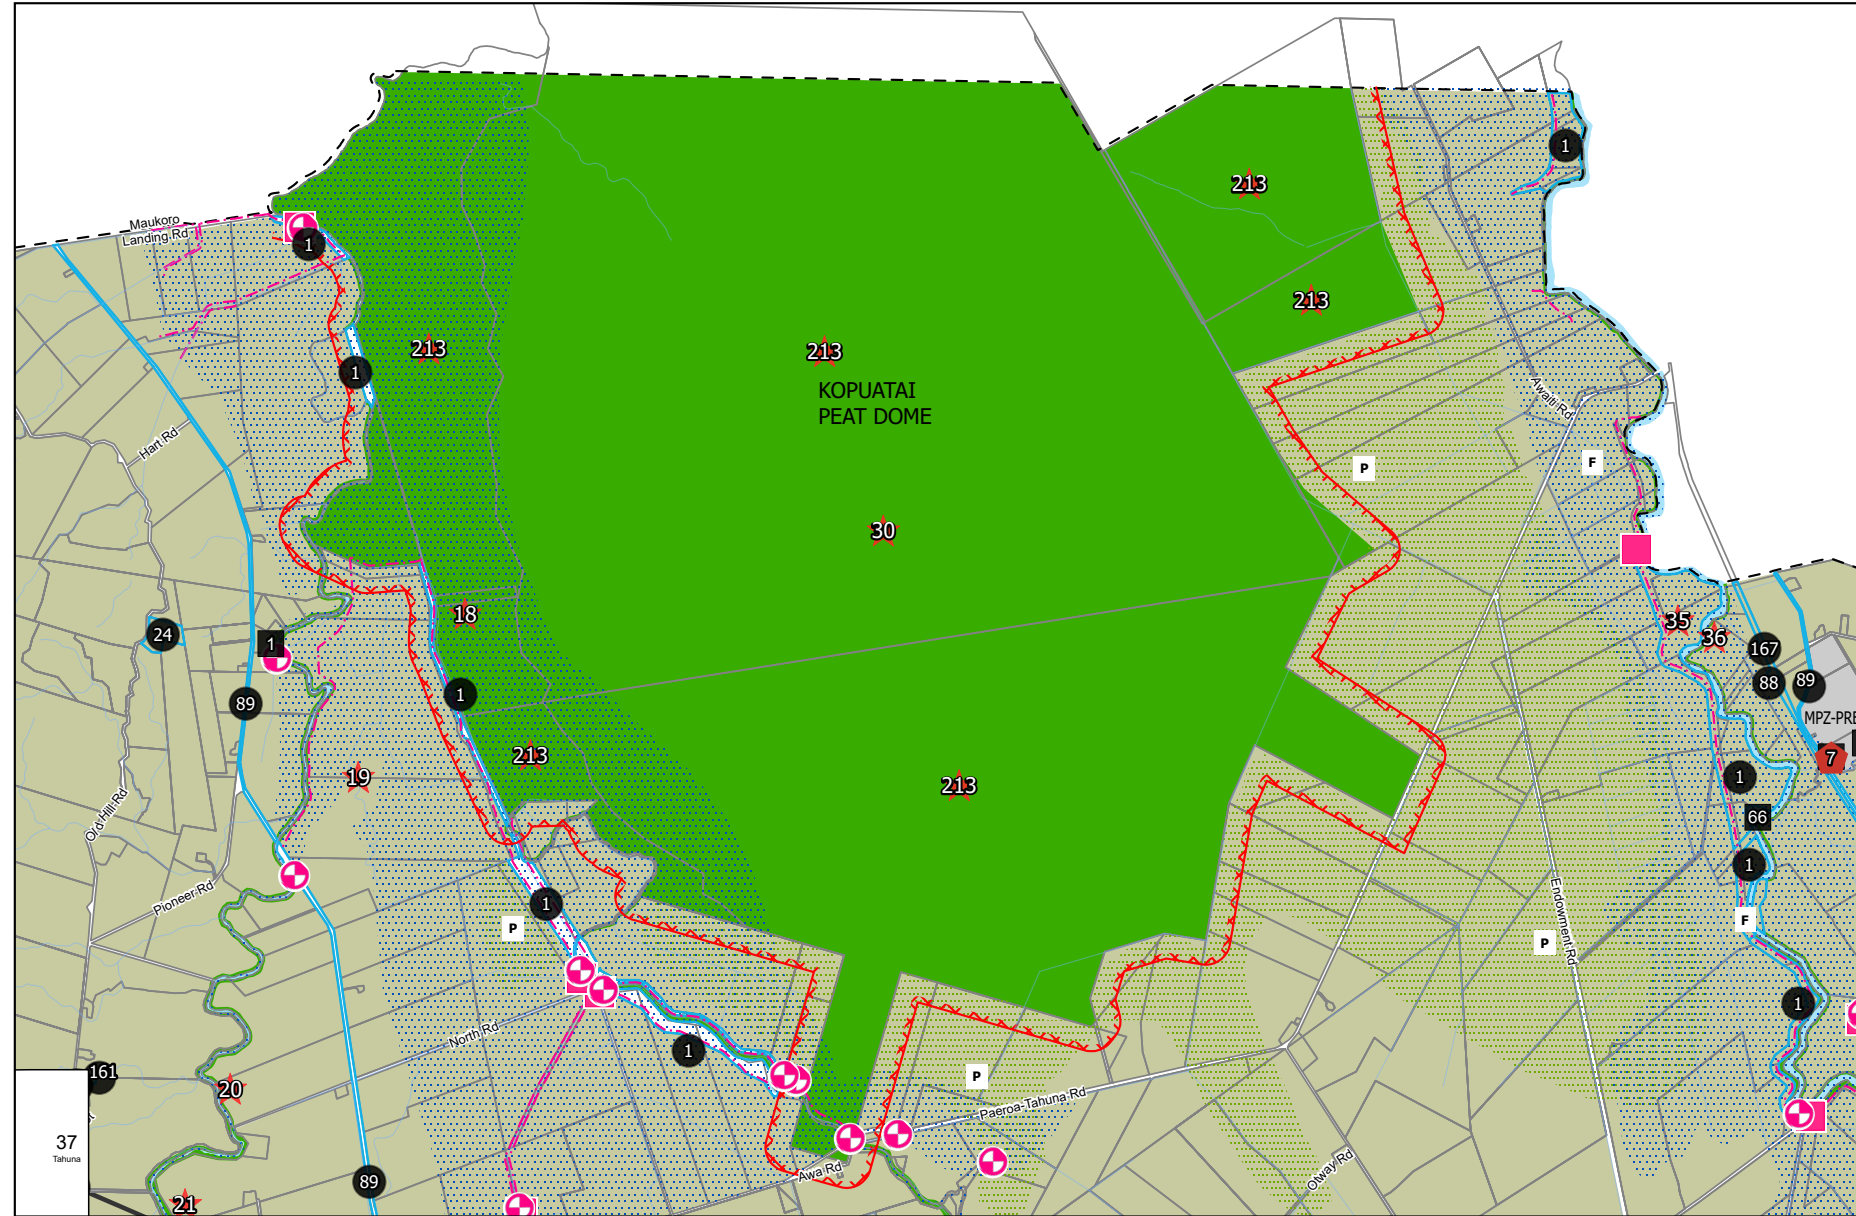 1
213
Maukoro
Landing Rd
1
213
213
213
1
KOPUATAI
PEAT DOME
Awaiti Rd
Hart Rd
P
F
30
18
35
36
24
1
167
88
89
89
1
MPZ-PRE
213
7
19
213
1
Old Hill Rd
66
1
Pioneer Rd
1
P
F
P
Endowment Rd
1
North Rd
1
161
20
P
Paeroa-Tahuna Rd
37
Tahuna
Awa Rd
Otway Rd
89
21